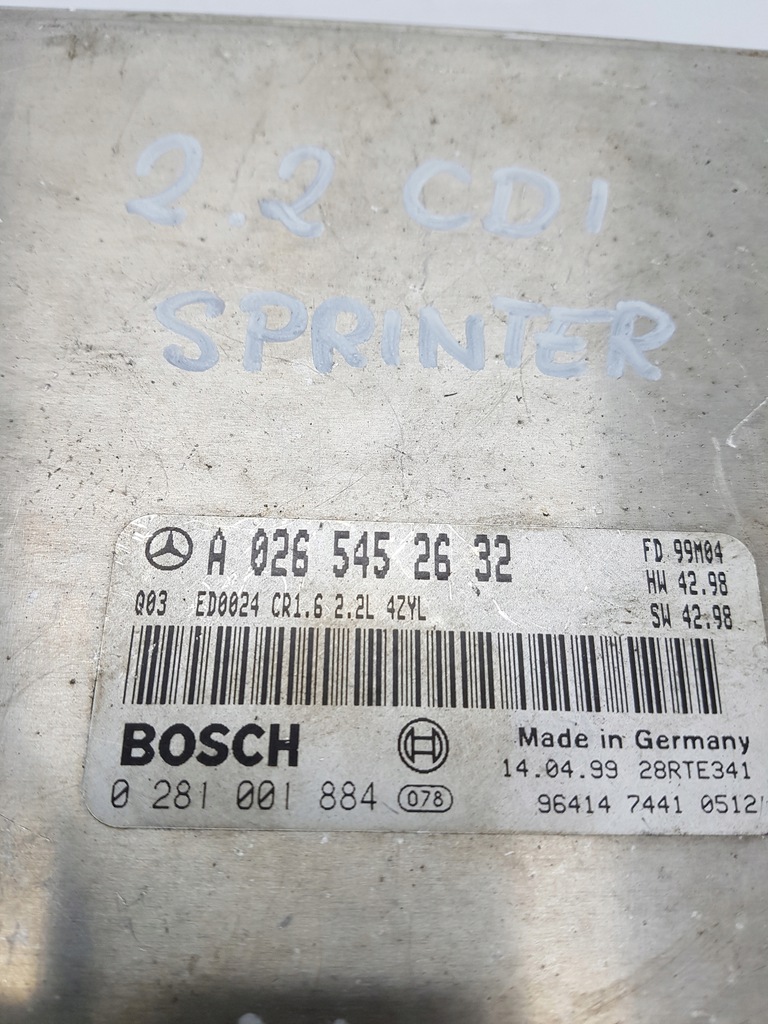 2.2 CDI
SPRINTER
A 026 545 26 32
FD 99M04
HW 42.98
Q03 ED0024 CR1.6 2.2L 4ZYL
SW 42.98
BOSCH
Made in Germany
14.04.99 28RTE341
0 281 001 884 078
96414 7441 0512